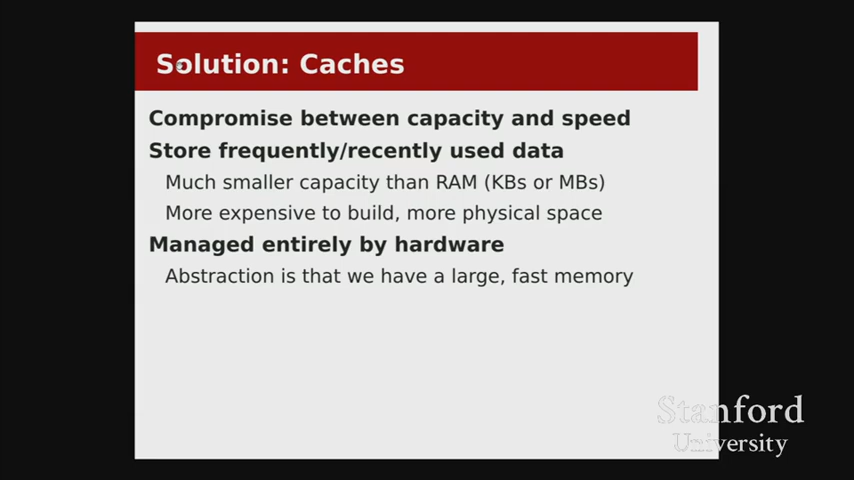 Solution: Caches
Compromise between capacity and speed
Store frequently/recently used data
Much smaller capacity than RAM (KBs or MBs)
More expensive to build, more physical space
Managed entirely by hardware
Abstraction is that we have a large, fast memory
Stanford
University